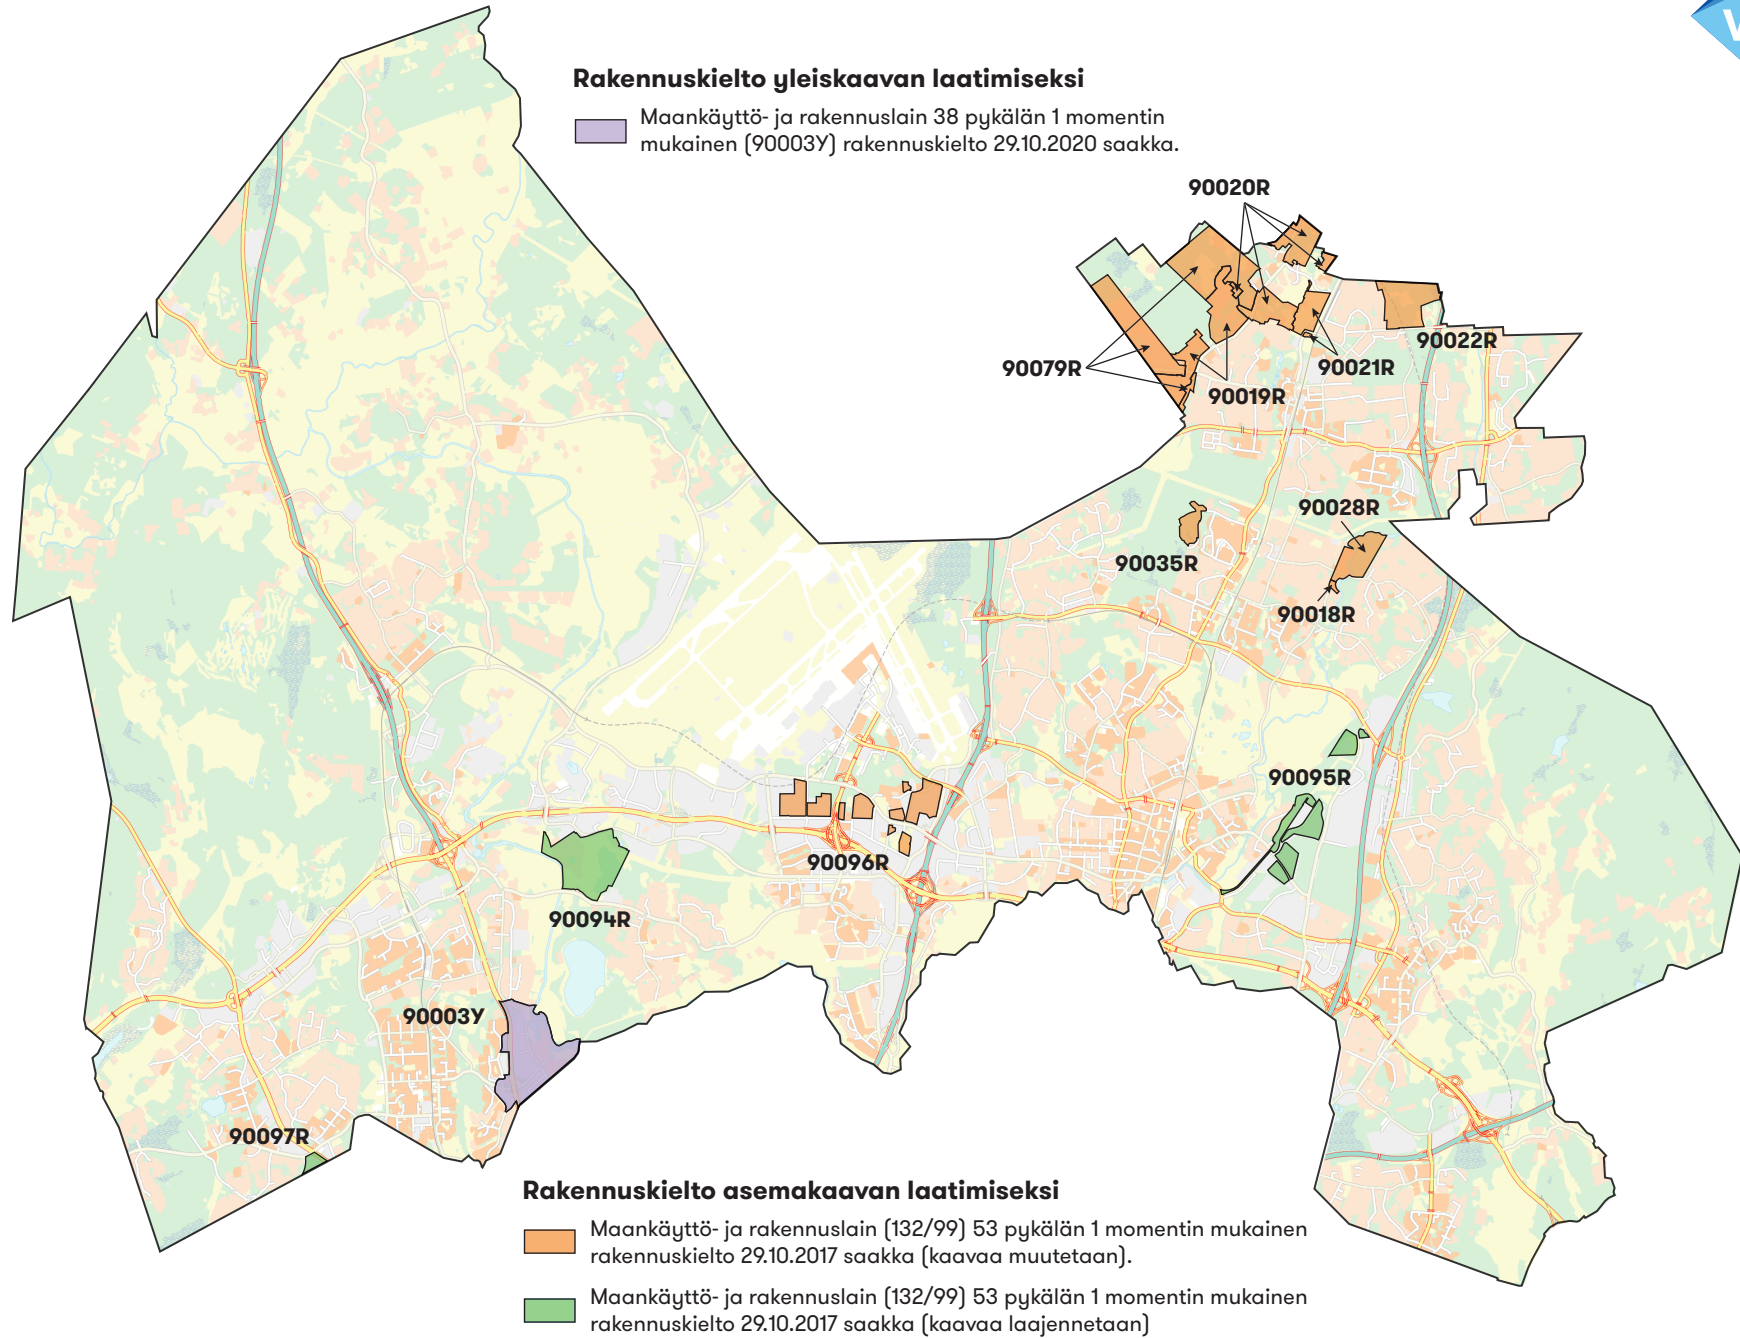 Rakennuskielto yleiskaavan laatimiseksi
Maankäyttö- ja rakennuslain 38 pykälän 1 momentin
mukainen (90003Y) rakennuskielto 29.10.2020 saakka.
90020R
90022R
90079R
90021R
90019R
90028R
90035R
90018R
90095R
90096R
90094R
90003Y
90097R
Rakennuskielto asemakaavan laatimiseksi
Maankäyttö- ja rakennuslain (132/99) 53 pykälän 1 momentin mukainen
rakennuskielto 29.10.2017 saakka (kaavaa muutetaan).
Maankäyttö- ja rakennuslain (132/99) 53 pykälän 1 momentin mukainen
rakennuskielto 29.10.2017 saakka (kaavaa laajennetaan)